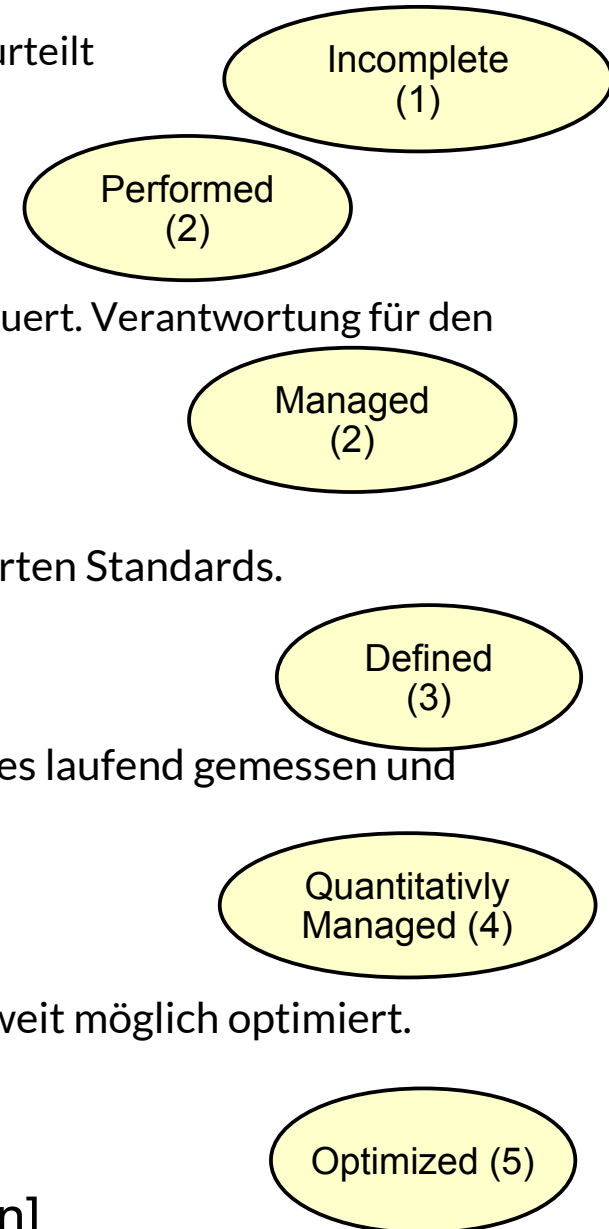 urteilt
Incomplete
(1)
Performed
(2)
uert. Verantwortung für den
Managed
(2)
rten Standards.
Defined
(3)
es laufend gemessen und
Quantitativly
Managed (4)
weit möglich optimiert.
Optimized (5)
n]